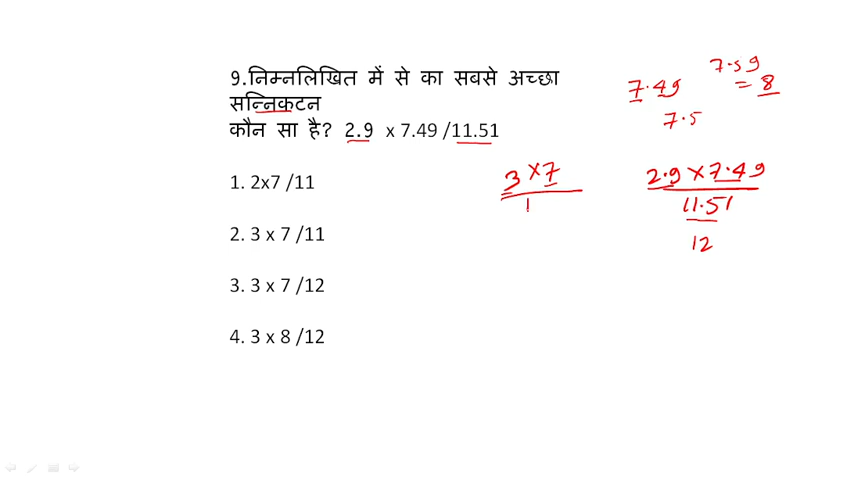 9.निम्नलिखित में से का सबसे अच्छा
सन्निकटन
कौन सा है? 2.9 x 7.49 /11.51
1. 2x7 /11
2. 3 x 7 /11
3. 3 x 7 /12
4. 3 x 8 /12
3 x 7
1
7.49
7.59
= 8
7.5
2.9 x 7.49
11.51
12